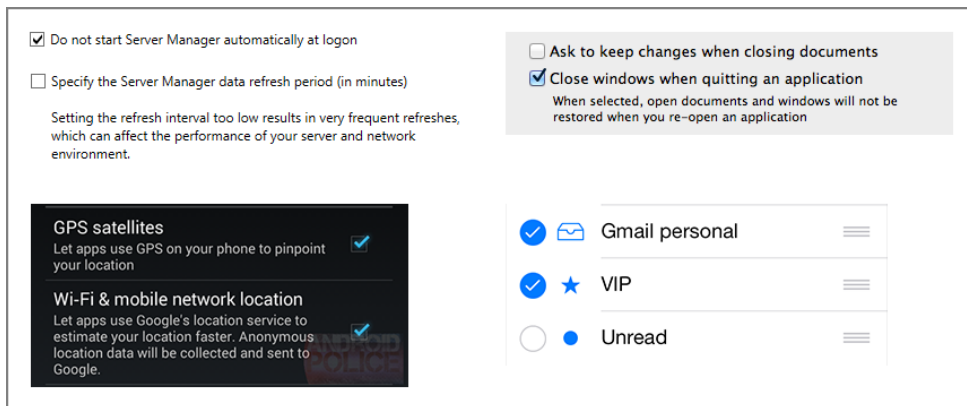 Do not start Server Manager automatically at logon
Specify the Server Manager data refresh period (in minutes)
Setting the refresh interval too low results in very frequent refreshes,
which can affect the performance of your server and network
environment.
Ask to keep changes when closing documents
Close windows when quitting an application
When selected, open documents and windows will not be
restored when you re-open an application
GPS satellites
Let apps use GPS on your phone to pinpoint
your location
Wi-Fi & mobile network location
Let apps use Google's location service to
estimate your location faster. Anonymous
location data will be collected and sent to
Google.
ANDROID
POLICE
Gmail personal
VIP
Unread